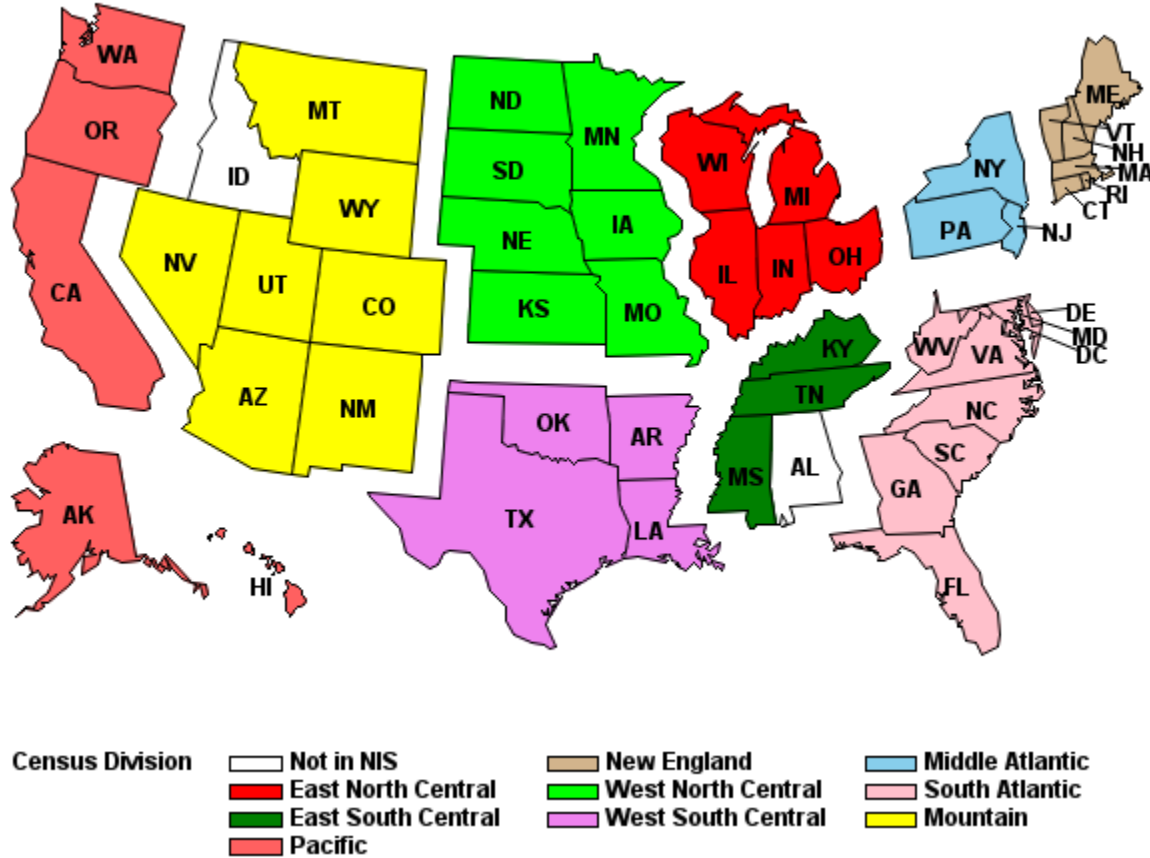 WA
OR
CA
AK
HI
ID
MT
WY
NV
UT
CO
AZ
NM
ND
SD
NE
KS
MN
IA
MO
OK
AR
TX
LA
WI
MI
IL
IN
OH
KY
TN
MS
AL
NY
PA
NJ
ME
VT
NH
MA
RI
CT
DE
MD
DC
WV
VA
NC
SC
GA
FL
Census Division
Not in NIS
New England
Middle Atlantic
East North Central
West North Central
South Atlantic
East South Central
West South Central
Mountain
Pacific